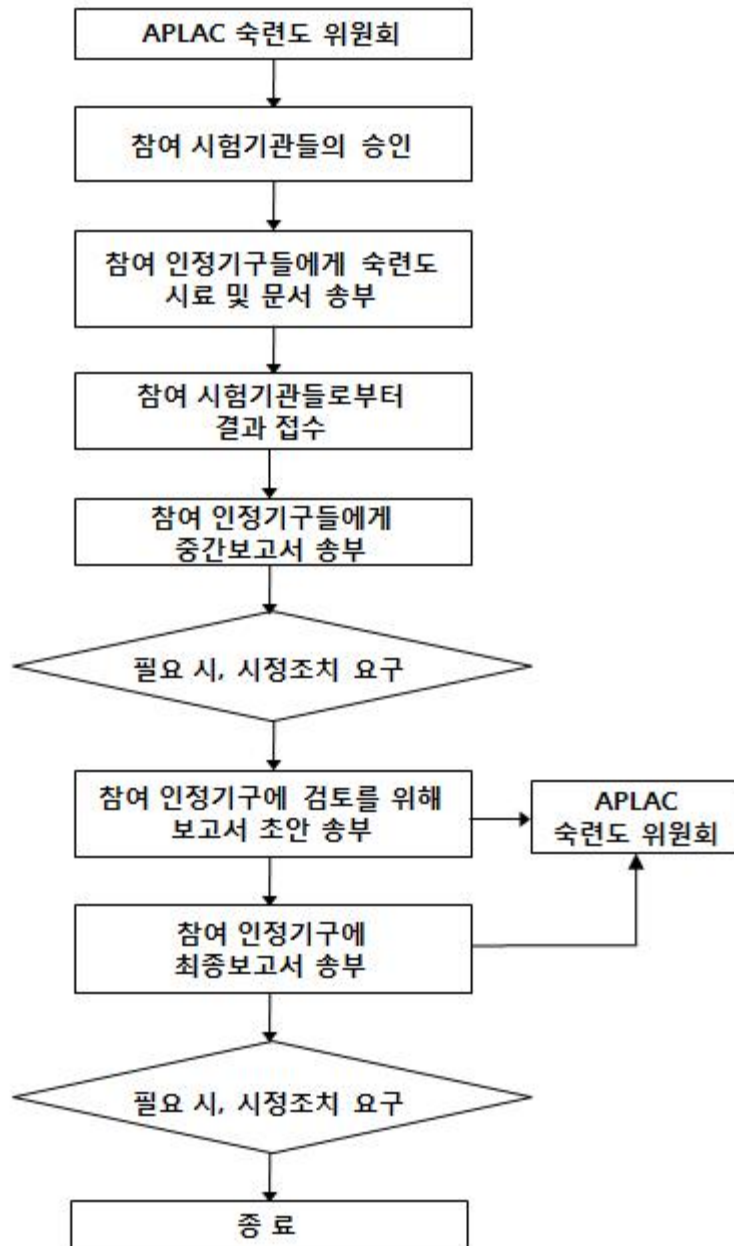 APLAC 숙련도 위원회
참여 시험기관들의 승인
참여 인정기구들에게 숙련도
시료 및 문서 송부
참여 시험기관들로부터
결과 접수
참여 인정기구들에게
중간보고서 송부
필요 시, 시정조치 요구
참여 인정기구에 검토를 위해
보고서 초안 송부
APLAC
숙련도 위원회
참여 인정기구에
최종보고서 송부
필요 시, 시정조치 요구
종 료